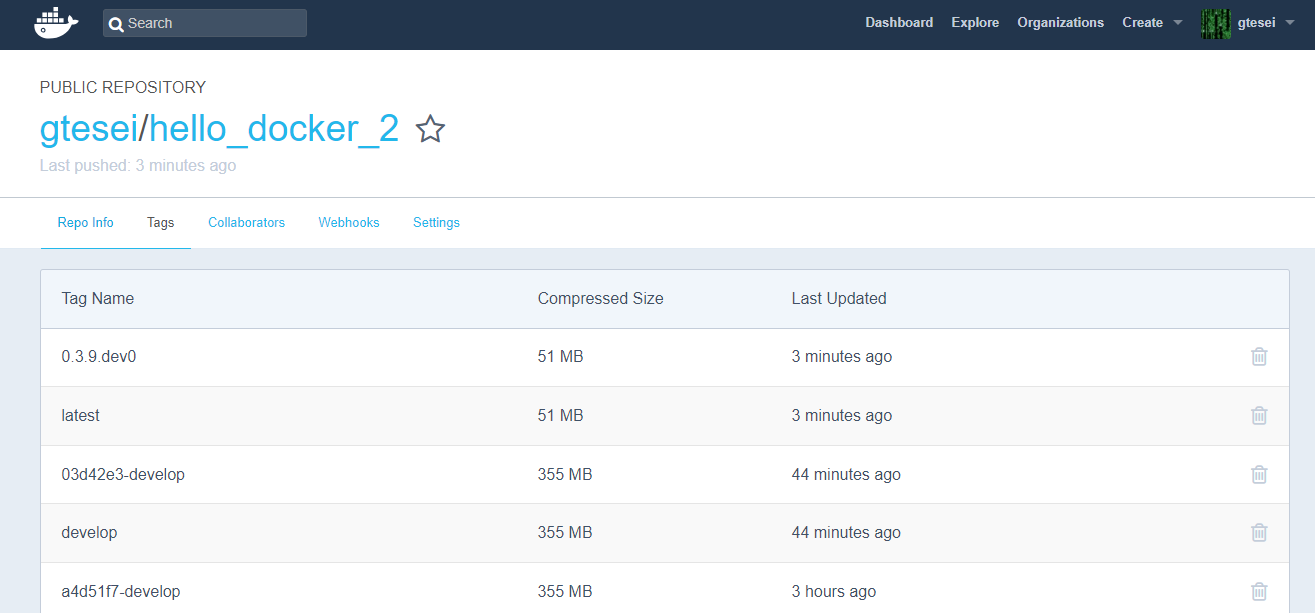 Search Dashboard Explore Organizations Create gtesei
PUBLIC REPOSITORY
gtesei/hello_docker_2
Last pushed: 3 minutes ago
Repo Info Tags Collaborators Webhooks Settings
Tag Name Compressed Size Last Updated
0.3.9.dev0 51 MB 3 minutes ago
latest 51 MB 3 minutes ago
03d42e3-develop 355 MB 44 minutes ago
develop 355 MB 44 minutes ago
a4d51f7-develop 355 MB 3 hours ago